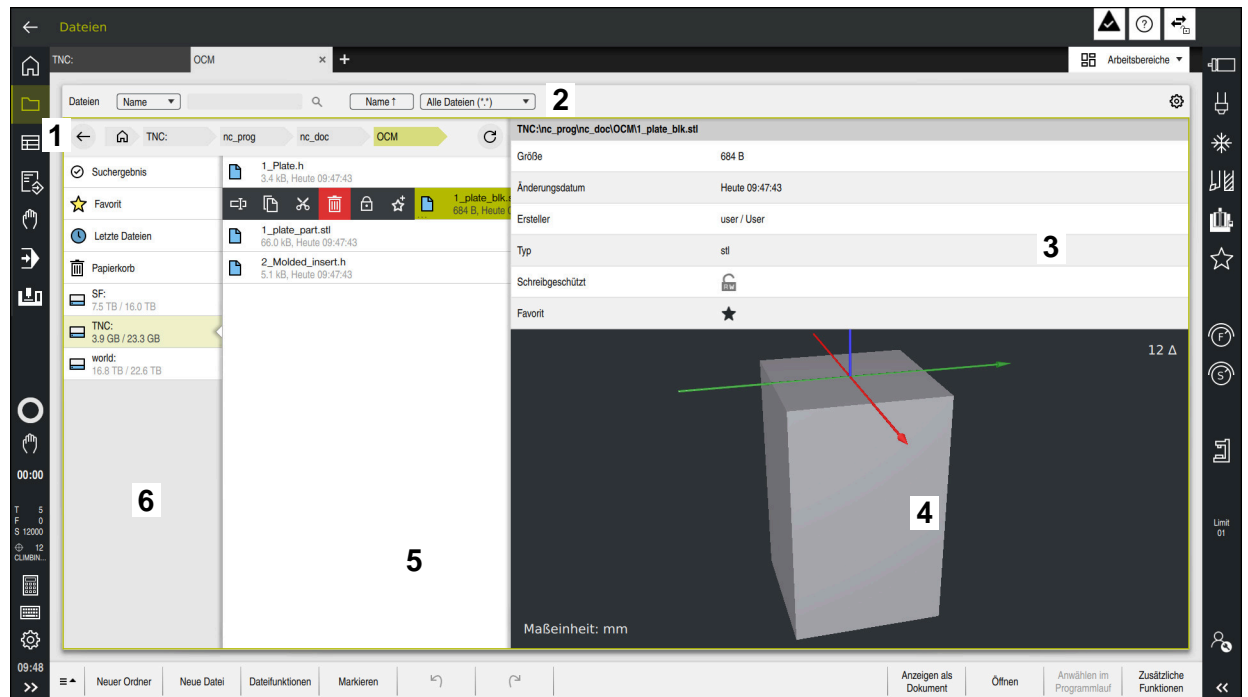 Dateien
TNC:
OCM × +
Arbeitsbereiche
Dateien Name Name ↑ Alle Dateien (*.*) 2
1 TNC: nc_prog nc_doc OCM
Suchergebnis
Favorit
Letzte Dateien
Papierkorb
SF:
7.5 TB / 16.0 TB
TNC:
3.9 GB / 23.3 GB
world:
16.8 TB / 22.6 TB
6
1_Plate.h
3.4 kB, Heute 09:47:43
1_plate_blk.s
684 B, Heute 0
1_plate_part.stl
66.0 kB, Heute 09:47:43
2_Molded_insert.h
5.1 kB, Heute 09:47:43
5
TNC:\nc_prog\nc_doc\OCM\1_plate_blk.stl
Größe 684 B
Änderungsdatum Heute 09:47:43
Ersteller user / User
Typ stl
3
Schreibgeschützt RW
Favorit
12 Δ
4
Maßeinheit: mm
00:00
T 5
F 0
S 12000
12
CLIMBIN...
09:48
F
S
Limit
01
Neuer Ordner
Neue Datei
Dateifunktionen
Markieren
Anzeigen als
Dokument
Öffnen
Anwählen im
Programmlauf
Zusätzliche
Funktionen